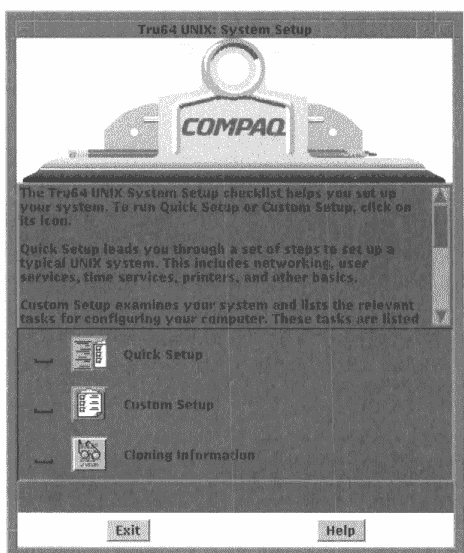 Tru64 UNIX: System Setup
COMPAQ
The Tru64 UNIX System Setup checklist helps you set up
your system. To run Quick Setup or Custom Setup, click on
its icon.
Quick Setup leads you through a set of steps to set up a
typical UNIX system. This includes networking, user
services, time services, printers, and other basics.
Custom Setup examines your system and lists the relevant
tasks for configuring your computer. These tasks are listed
Quick Setup
Custom Setup
Cloning Information
Exit
Help